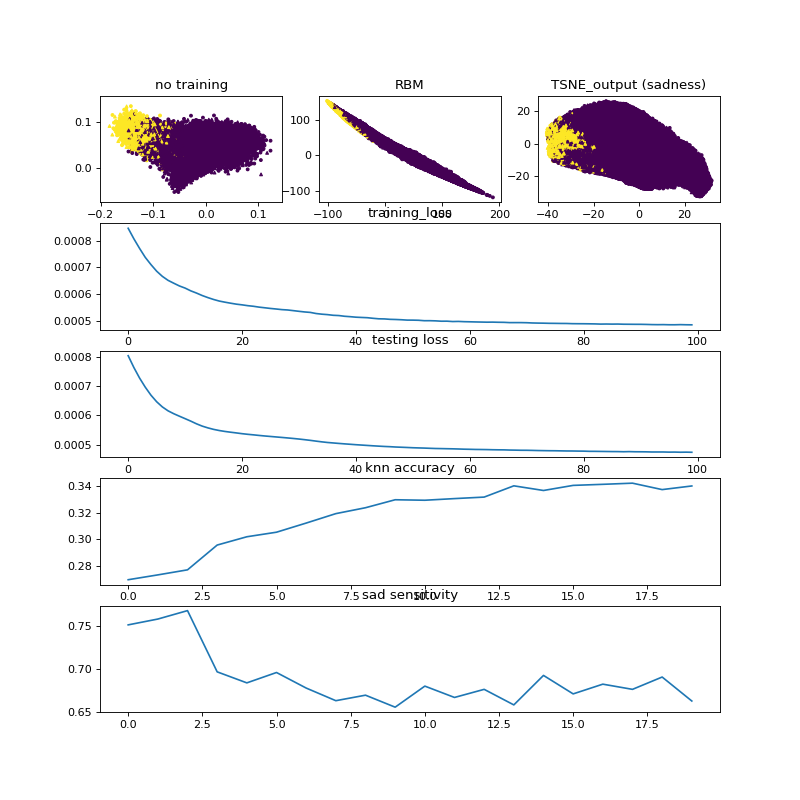 no training RBM TSNE_output (sadness)
0.1
0.0
−0.2 −0.1 0.0 0.1
100
0
−100
−100 0 100 200
20
0
−20
−40 −20 0 20
training_loss
0.0008
0.0007
0.0006
0.0005
0 20 40 60 80 100
testing loss
0.0008
0.0007
0.0006
0.0005
0 20 40 60 80 100
knn accuracy
0.34
0.32
0.30
0.28
0.0 2.5 5.0 7.5 10.0 12.5 15.0 17.5
sad sensitivity
0.75
0.70
0.65
0.0 2.5 5.0 7.5 10.0 12.5 15.0 17.5